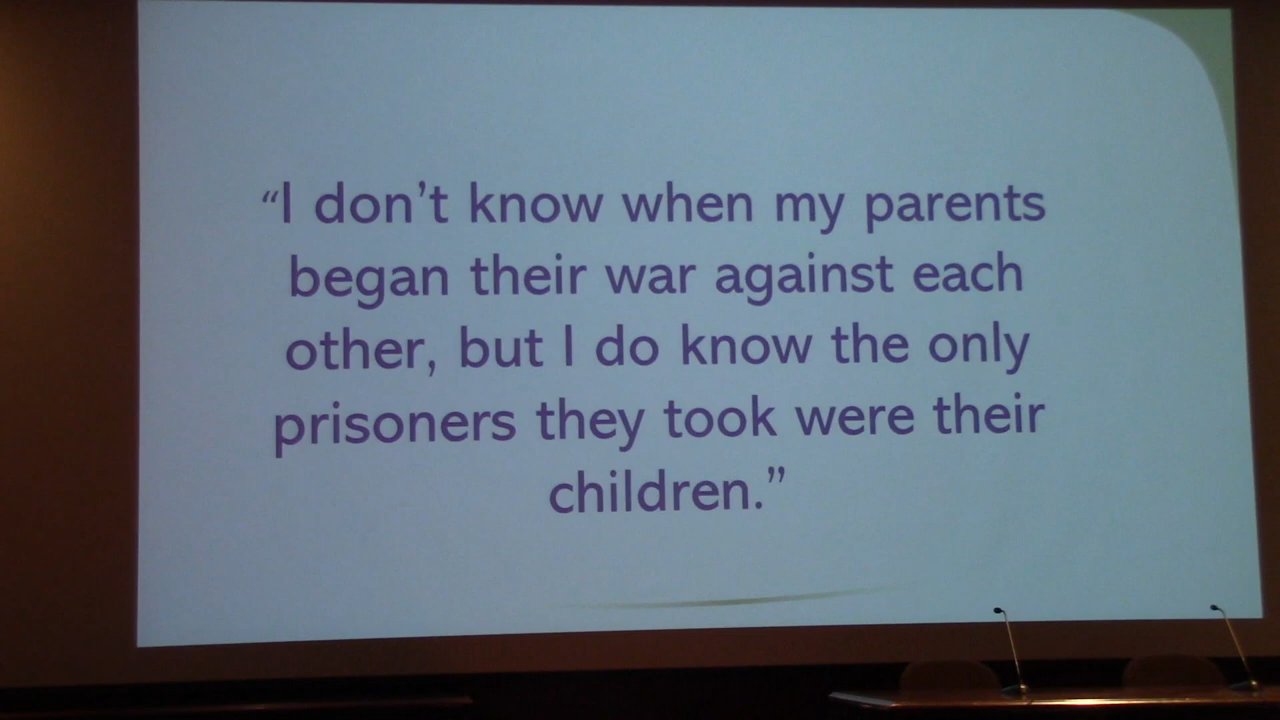 “I don’t know when my parents
began their war against each
other, but I do know the only
prisoners they took were their
children.”